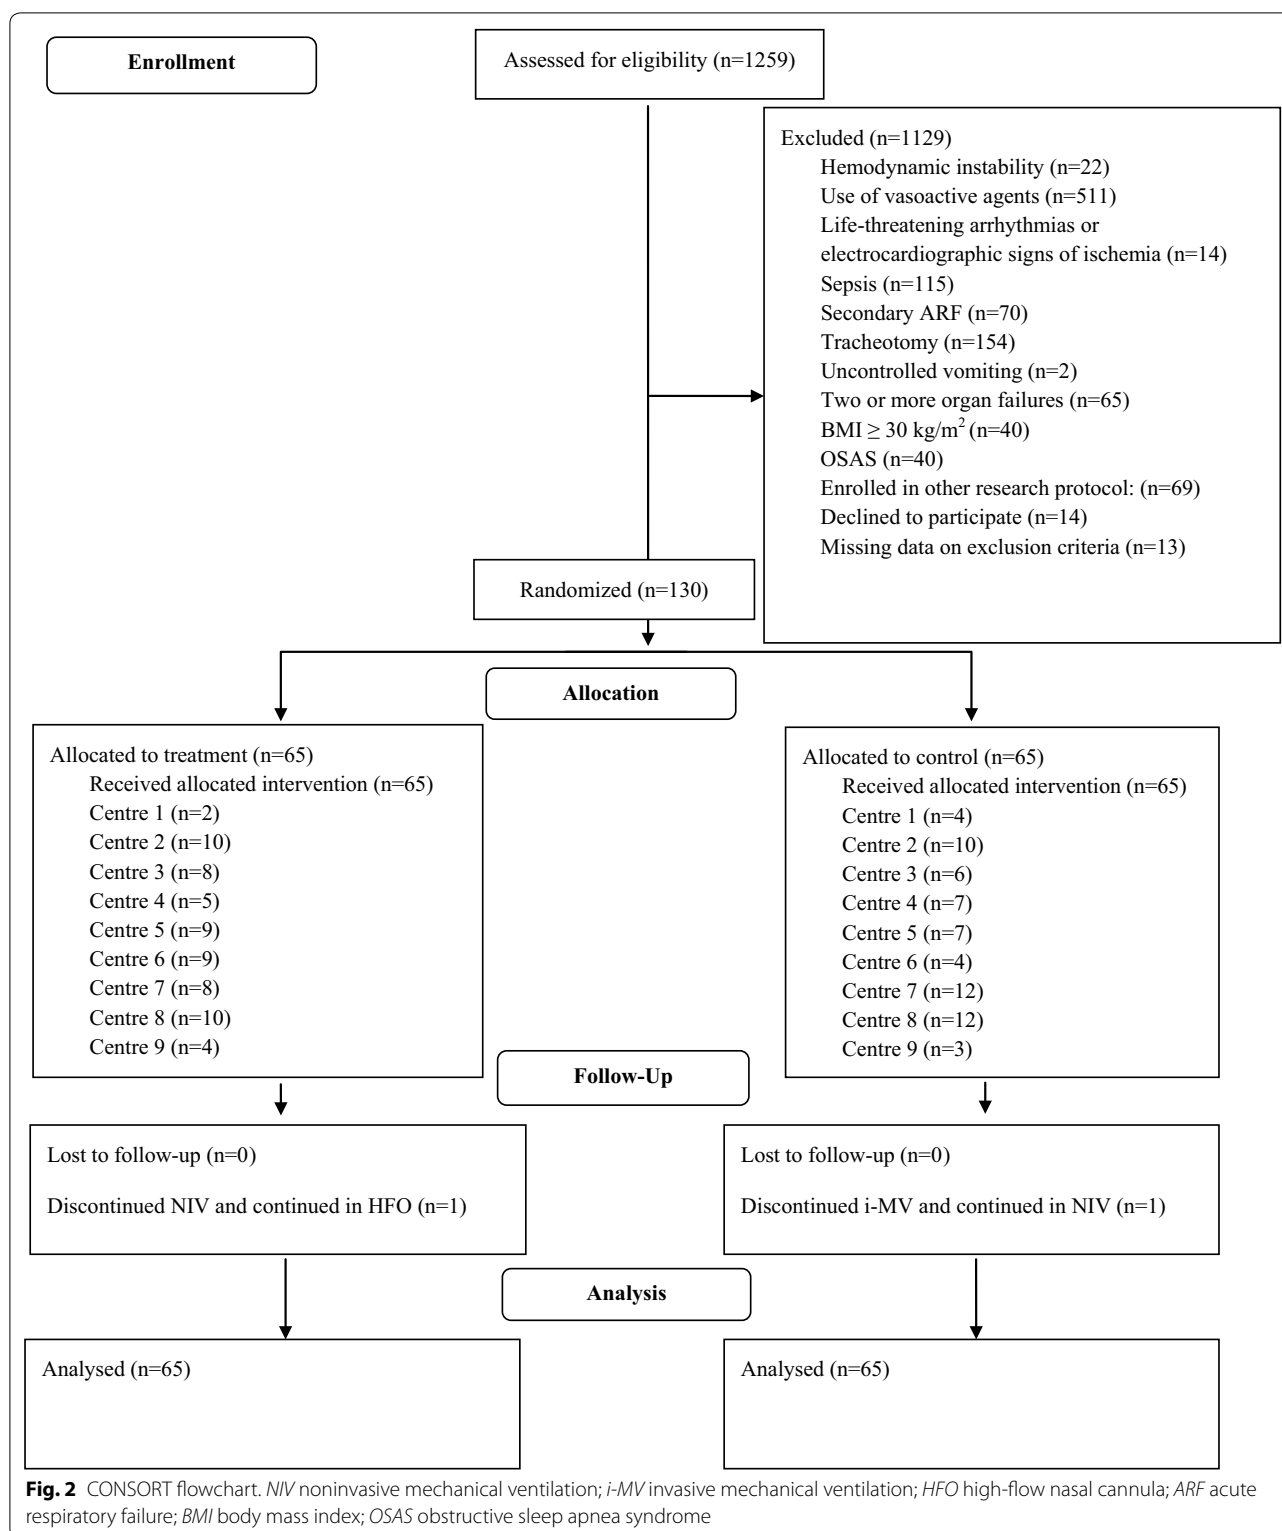 Enrollment
Assessed for eligibility (n=1259)
Excluded (n=1129)
Hemodynamic instability (n=22)
Use of vasoactive agents (n=511)
Life-threatening arrhythmias or
electrocardiographic signs of ischemia (n=14)
Sepsis (n=115)
Secondary ARF (n=70)
Tracheotomy (n=154)
Uncontrolled vomiting (n=2)
Two or more organ failures (n=65)
BMI ≥ 30 kg/m² (n=40)
OSAS (n=40)
Enrolled in other research protocol: (n=69)
Declined to participate (n=14)
Missing data on exclusion criteria (n=13)
Randomized (n=130)
Allocation
Allocated to treatment (n=65)
Received allocated intervention (n=65)
Centre 1 (n=2)
Centre 2 (n=10)
Centre 3 (n=8)
Centre 4 (n=5)
Centre 5 (n=9)
Centre 6 (n=9)
Centre 7 (n=8)
Centre 8 (n=10)
Centre 9 (n=4)
Allocated to control (n=65)
Received allocated intervention (n=65)
Centre 1 (n=4)
Centre 2 (n=10)
Centre 3 (n=6)
Centre 4 (n=7)
Centre 5 (n=7)
Centre 6 (n=4)
Centre 7 (n=12)
Centre 8 (n=12)
Centre 9 (n=3)
Follow-Up
Lost to follow-up (n=0)
Discontinued NIV and continued in HFO (n=1)
Lost to follow-up (n=0)
Discontinued i-MV and continued in NIV (n=1)
Analysis
Analysed (n=65)
Analysed (n=65)
Fig. 2 CONSORT flowchart. NIV noninvasive mechanical ventilation; i-MV invasive mechanical ventilation; HFO high-flow nasal cannula; ARF acute
respiratory failure; BMI body mass index; OSAS obstructive sleep apnea syndrome